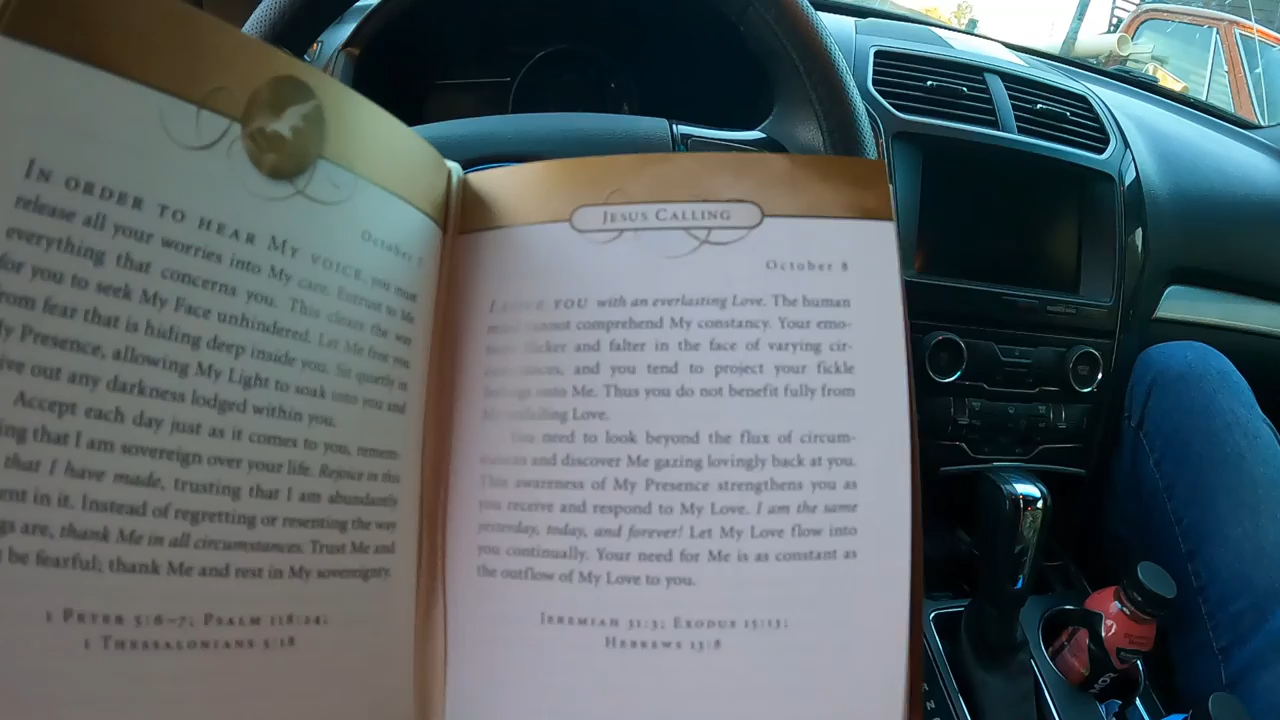 October 7
IN ORDER TO HEAR MY VOICE, you must
release all your worries into My care. Entrust to Me
everything that concerns you. This clears the way
for you to seek My Face unhindered. Let Me free you
from fear that is hiding deep inside you. Sit quietly in
My Presence, allowing My Light to soak into you and
out any darkness lodged within you.
Accept each day just as it comes to you, remem-
ing that I am sovereign over your life. Rejoice in this
that I have made, trusting that I am abundantly
ent in it. Instead of regretting or resenting the way
gs are, thank Me in all circumstances. Trust Me and
be fearful; thank Me and rest in My sovereignty.
1 PETER 5:6–7; PSALM 118:24;
1 THESSALONIANS 5:18
JESUS CALLING
October 8
I YOU with an everlasting Love. The human
cannot comprehend My constancy. Your emo-
flicker and falter in the face of varying cir-
and you tend to project your fickle
onto Me. Thus you do not benefit fully from
My unfailing Love.
You need to look beyond the flux of circum-
stances and discover Me gazing lovingly back at you.
This awareness of My Presence strengthens you as
you receive and respond to My Love. I am the same
yesterday, today, and forever! Let My Love flow into
you continually. Your need for Me is as constant as
the outflow of My Love to you.
JEREMIAH 31:3; EXODUS 15:13;
HEBREWS 13:8